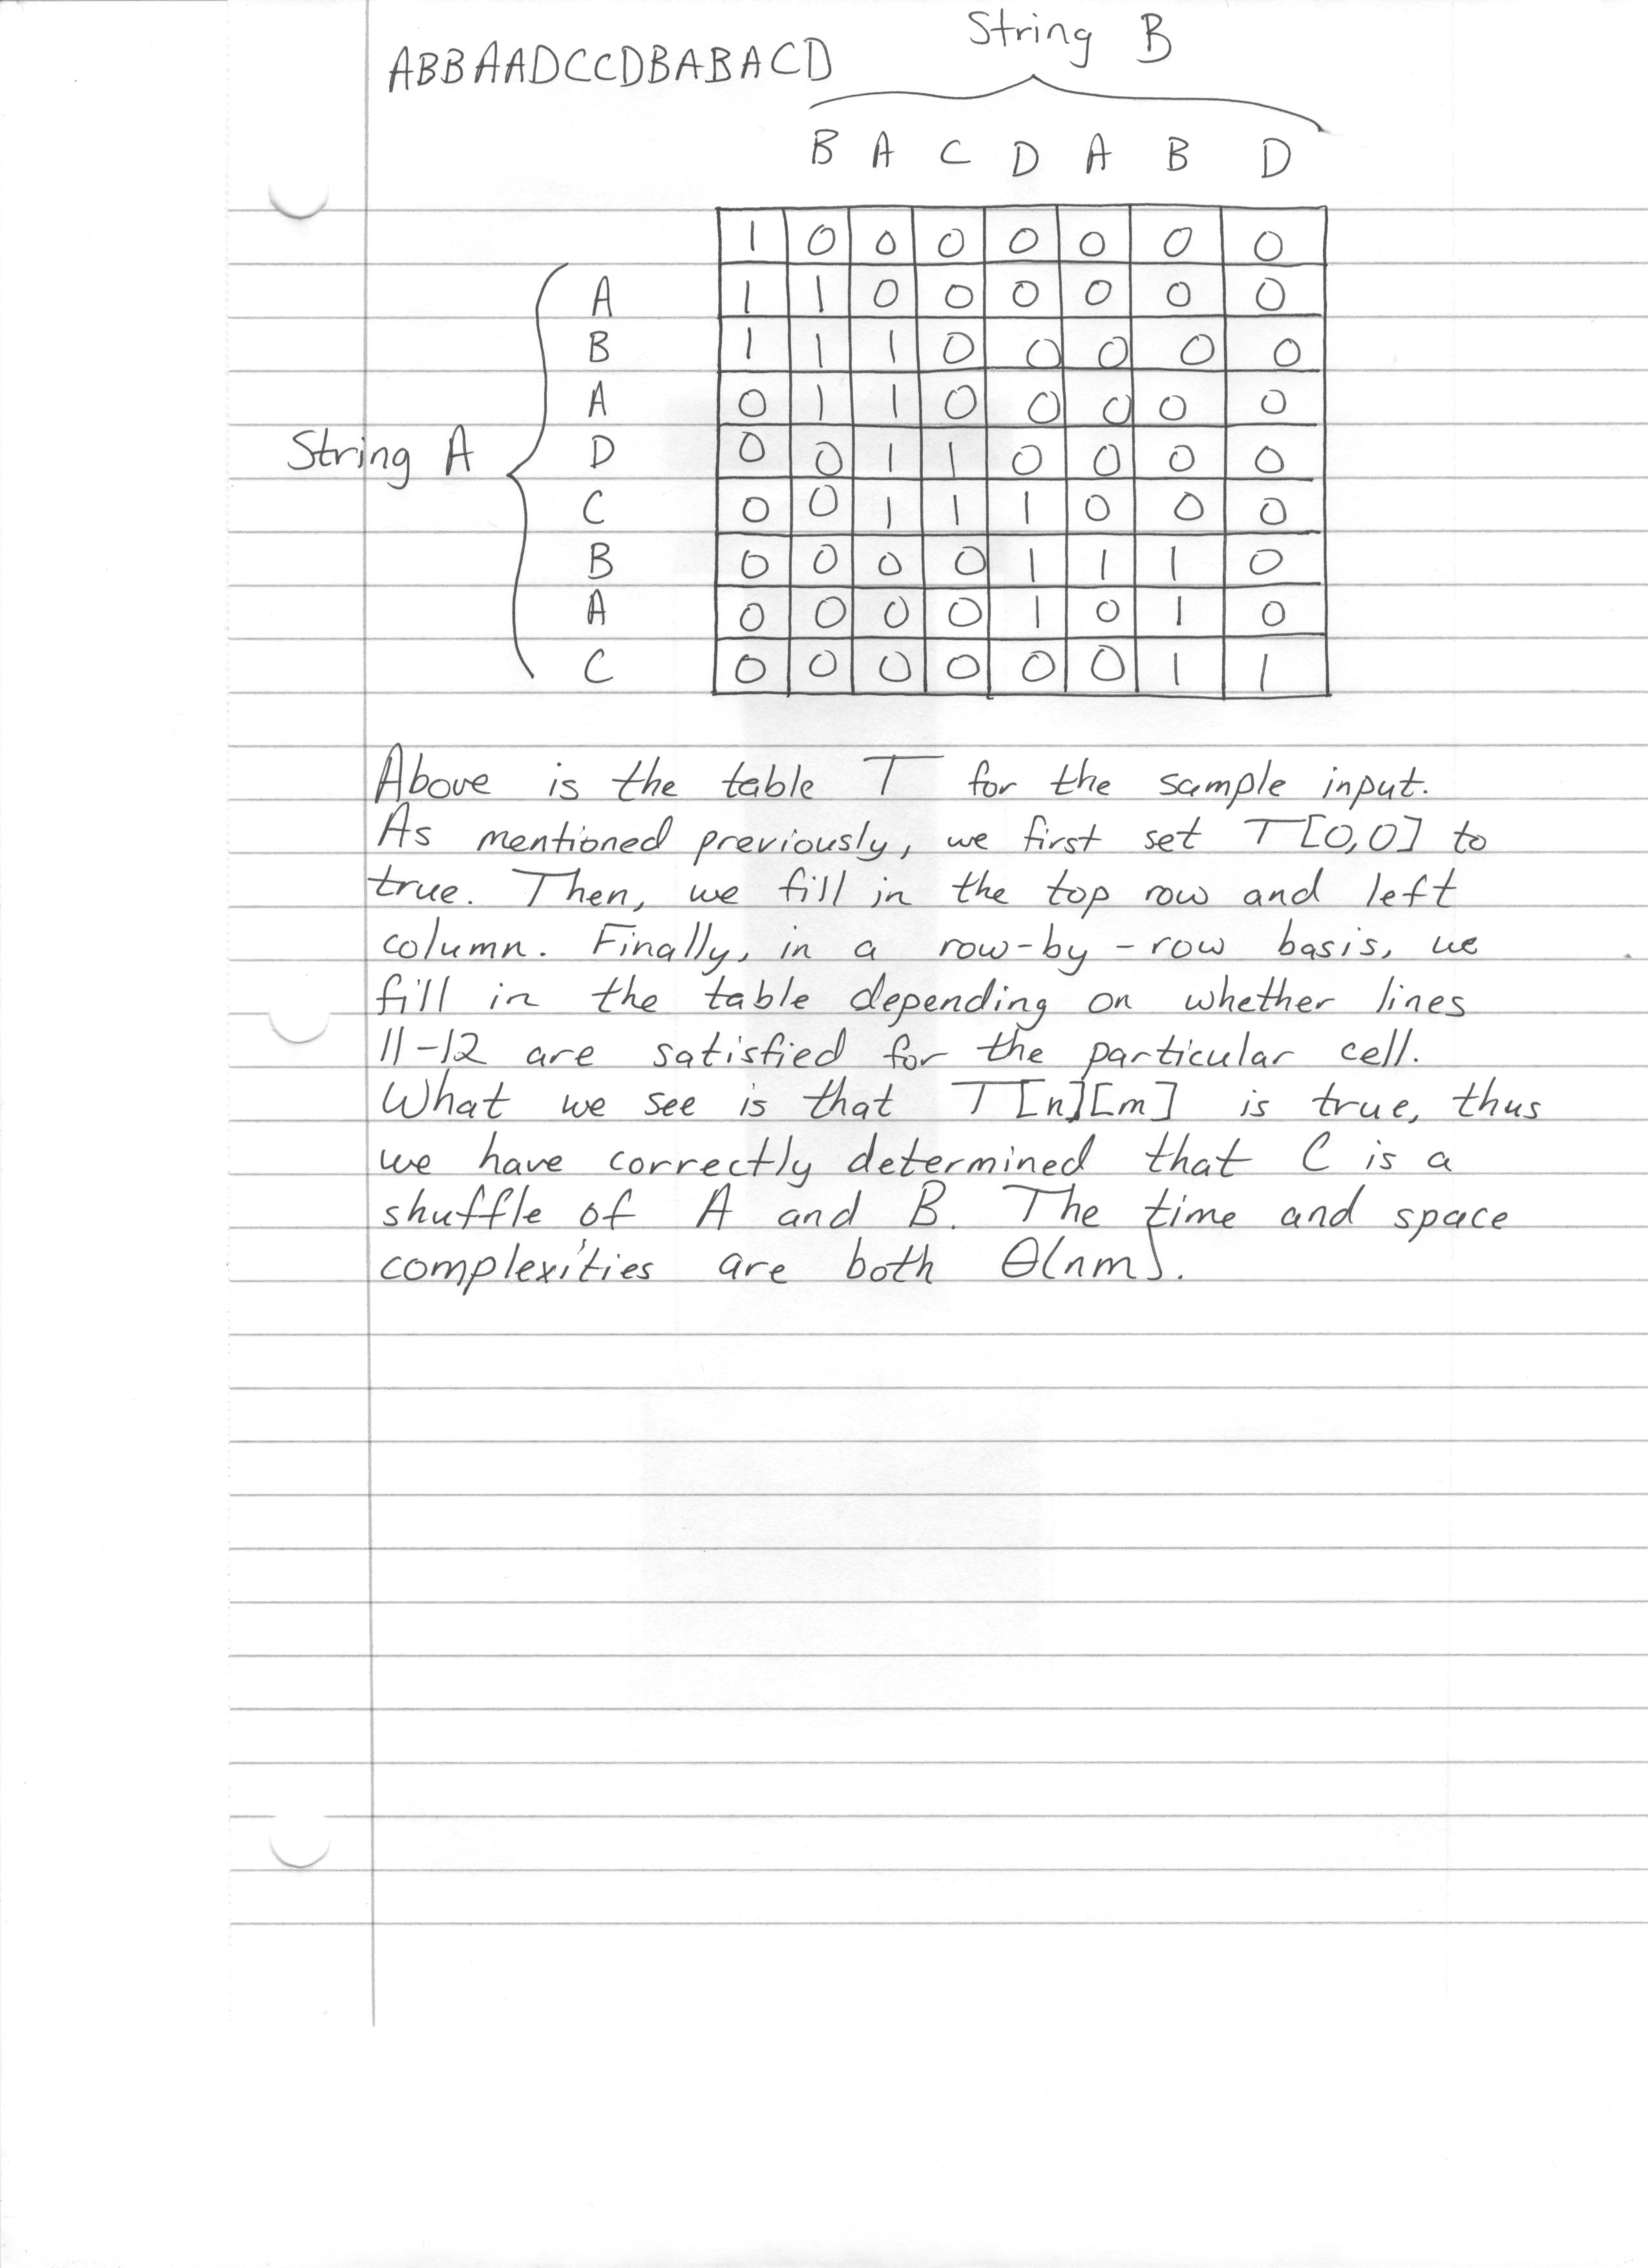 String B
ABBAADCCDBABACD
B A C D A B D
1 0 0 0 0 0 0 0
A 1 1 0 0 0 0 0 0
B 1 1 1 0 0 0 0 0
A 0 1 1 0 0 0 0 0
String A D 0 0 1 1 0 0 0 0
C 0 0 1 1 1 0 0 0
B 0 0 0 0 1 1 1 0
A 0 0 0 0 1 0 1 0
C 0 0 0 0 0 0 1 1
Above is the table T for the sample input.
As mentioned previously, we first set T[0,0] to
true. Then, we fill in the top row and left
column. Finally, in a row-by-row basis, we
fill in the table depending on whether lines
11-12 are satisfied for the particular cell.
What we see is that T[n][m] is true, thus
we have correctly determined that C is a
shuffle of A and B. The time and space
complexities are both Θ(nm).